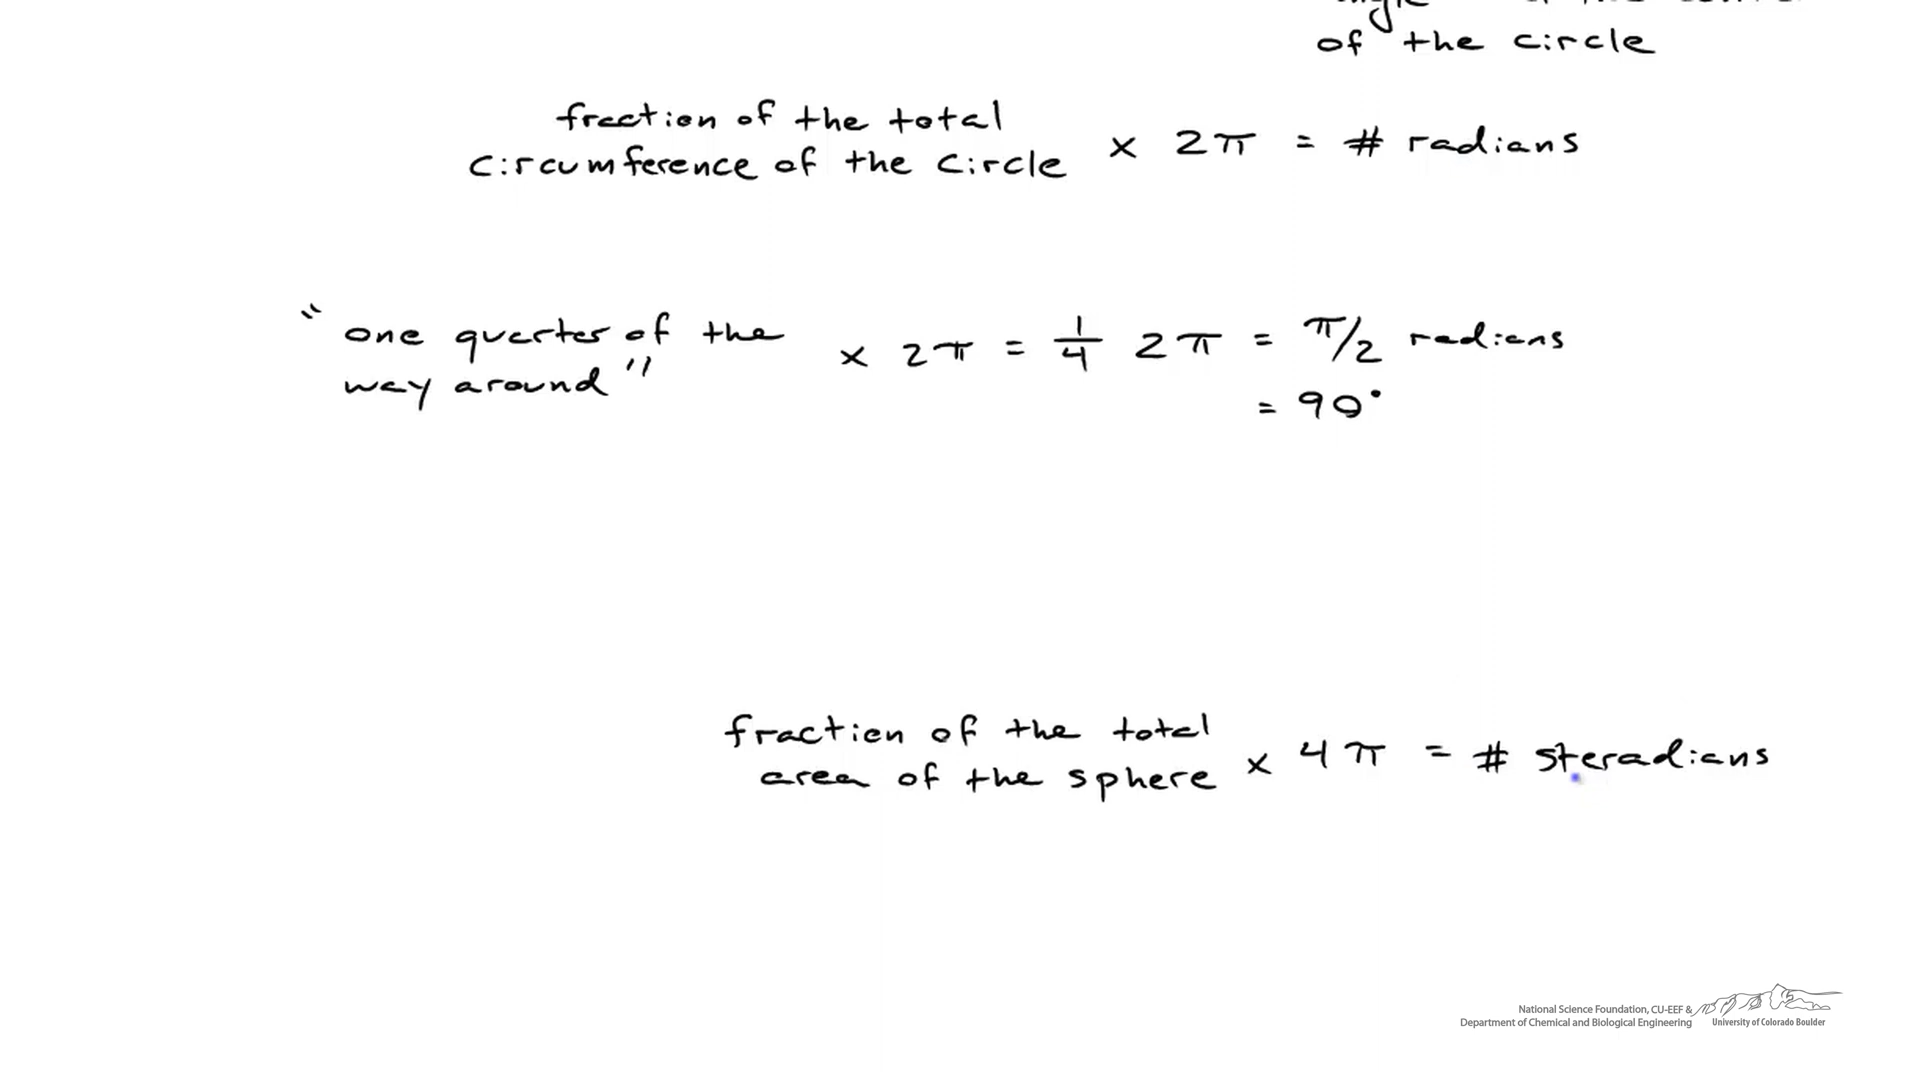 of the circle
fraction of the total
circumference of the circle × 2π = # radians
"one quarter of the
way around" × 2π = 1/4 2π = π/2 radians
= 90°
fraction of the total
area of the sphere × 4π = # steradians
National Science Foundation, CU-EEF &
Department of Chemical and Biological Engineering
University of Colorado Boulder